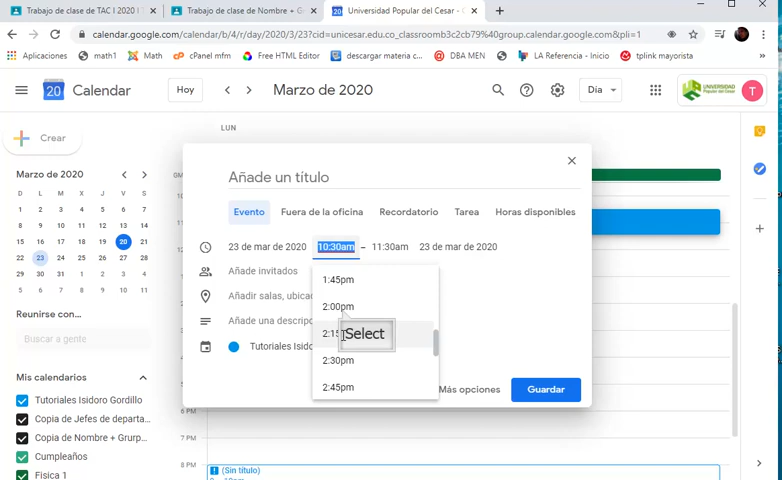 Trabajo de clase de TAC I 2020 I T
Trabajo de clase de Nombre + G
Universidad Popular del Cesar - C
calendar.google.com/calendar/b/4/r/day/2020/3/23?cid=unicesar.edu.co_classroomb3c2cb79%40group.calendar.google.com&pli=1
Aplicaciones math1 Math cPanel mfm Free HTML Editor descargar materia c... DBA MEN LA Referencia - Inicio tplink mayorista
20 Calendar Hoy Marzo de 2020 Día UNIVERSIDAD Popular del Cesar T
Crear
LUN
Marzo de 2020
D L M X J V S
1 2 3 4 5 6 7
8 9 10 11 12 13 14
15 16 17 18 19 20 21
22 23 24 25 26 27 28
29 30 31 1 2 3 4
5 6 7 8 9 10 11
Reunirse con...
Buscar a gente
Mis calendarios
Tutoriales Isidoro Gordillo
Copia de Jefes de departa...
Copia de Nombre + Grurp...
Cumpleaños
Fisica 1
Añade un título
Evento Fuera de la oficina Recordatorio Tarea Horas disponibles
23 de mar de 2020 10:30am – 11:30am 23 de mar de 2020
Añade invitados
Añadir salas, ubica
Añade una descripc
Tutoriales Isido
1:45pm
2:00pm
2:15
Select
2:30pm
2:45pm
Más opciones Guardar
6 PM
7 PM
8 PM
(Sin título)